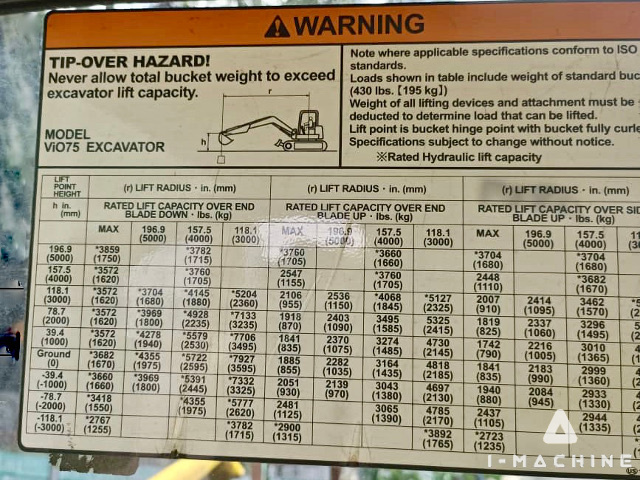 WARNING
TIP-OVER HAZARD!
Never allow total bucket weight to exceed
excavator lift capacity.
r
h
MODEL
ViO75 EXCAVATOR
Note where applicable specifications conform to ISO
standards.
Loads shown in table include weight of standard
(430 lbs. [195 kg])
Weight of all lifting devices and attachment must be
deducted to determine load that can be lifted.
Lift point is bucket hinge point with bucket fully
Specifications subject to change without notice.
※Rated Hydraulic lift capacity
LIFT POINT HEIGHT h in. (mm)
(r) LIFT RADIUS · in. (mm) (r) LIFT RADIUS · in. (mm) (r) LIFT RADIUS · in. (mm)
RATED LIFT CAPACITY OVER END BLADE DOWN · lbs. (kg) RATED LIFT CAPACITY OVER END BLADE UP · lbs. (kg) RATED LIFT CAPACITY OVER BLADE UP · lbs. (kg)
MAX 196.9 (5000) 157.5 (4000) 118.1 (3000) MAX 196.9 (5000) 157.5 (4000) 118.1 (3000) MAX 196.9 (5000) 157.5 (4000)
196.9 (5000) *3859 (1750) *3782 (1715) *3760 (1705) *3660 (1660) *3704 (1680) *3704 (1680)
157.5 (4000) *3572 (1620) *3760 (1705) 2547 (1155) *3760 (1705) 2448 (1110) *3682 (1670)
118.1 (3000) *3572 (1620) *3704 (1680) *4145 (1880) *5204 (2360) 2106 (955) 2536 (1150) *4068 (1845) *5127 (2325) 2007 (910) 2414 (1095) 3462 (1570)
78.7 (2000) *3572 (1620) *3969 (1800) *4928 (2235) *7133 (3235) 1918 (870) 2403 (1090) 3495 (1585) 5325 (2415) 1819 (825) 2337 (1060) 3296 (1495)
39.4 (1000) *3572 (1620) *4278 (1940) *5579 (2530) *7706 (3495) 1841 (835) 2370 (1075) 3274 (1485) 4730 (2145) 1742 (790) 2216 (1005) 3010 (1365)
Ground (0) *3682 (1670) *4355 (1975) *5722 (2595) *7927 (3595) 1885 (855) 2282 (1035) 3164 (1435) 4818 (2185) 1841 (835) 2183 (990) 2999 (1360)
-39.4 (-1000) *3660 (1660) *3969 (1800) *5391 (2445) *7332 (3325) 2051 (930) 2139 (970) 3043 (1380) 4697 (2130) 1940 (880) 2084 (945) 2933 (1330)
-78.7 (-2000) *3418 (1550) *4355 (1975) *5777 (2620) 2481 (1125) 3065 (1390) 4785 (2170) 2437 (1105) 2944 (1335)
-118.1 (-3000) *2767 (1255) *3782 (1715) *2900 (1315) *3892 (1765) *2723 (1235)
I-MACHINE